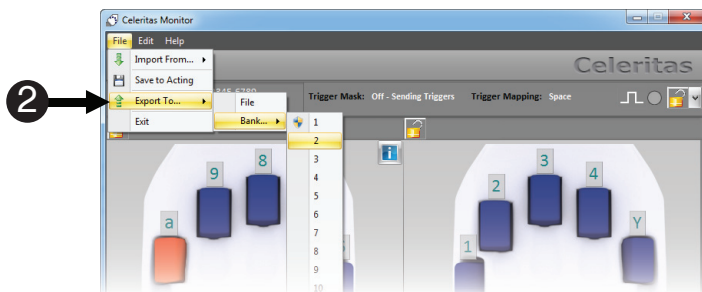 Celeritas Monitor
File Edit Help
Import From...
Celeritas
Save to Acting
2
Export To...
File
345 6789
Trigger Mask: Off - Sending Triggers Trigger Mapping: Space
Exit
Bank...
1
2
3
4
5
6
7
8
9
10
a
9
8
1
2
3
4
Y